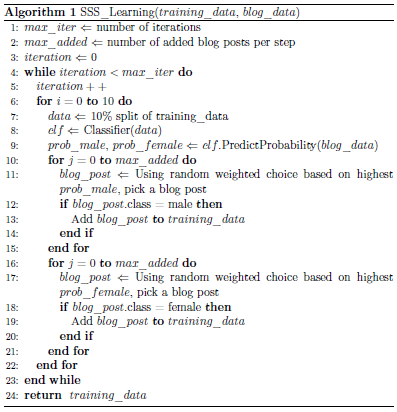 Algorithm 1 SSS_Learning(training_data, blog_data)
1: max_iter ⇐ number of iterations
2: max_added ⇐ number of added blog posts per step
3: iteration ⇐ 0
4: while iteration < max_iter do
5: iteration ++
6: for i = 0 to 10 do
7: data ⇐ 10% split of training_data
8: clf ⇐ Classifier(data)
9: prob_male, prob_female ⇐ clf.PredictProbability(blog_data)
10: for j = 0 to max_added do
11: blog_post ⇐ Using random weighted choice based on highest
prob_male, pick a blog post
12: if blog_post.class = male then
13: Add blog_post to training_data
14: end if
15: end for
16: for j = 0 to max_added do
17: blog_post ⇐ Using random weighted choice based on highest
prob_female, pick a blog post
18: if blog_post.class = female then
19: Add blog_post to training_data
20: end if
21: end for
22: end for
23: end while
24: return training_data